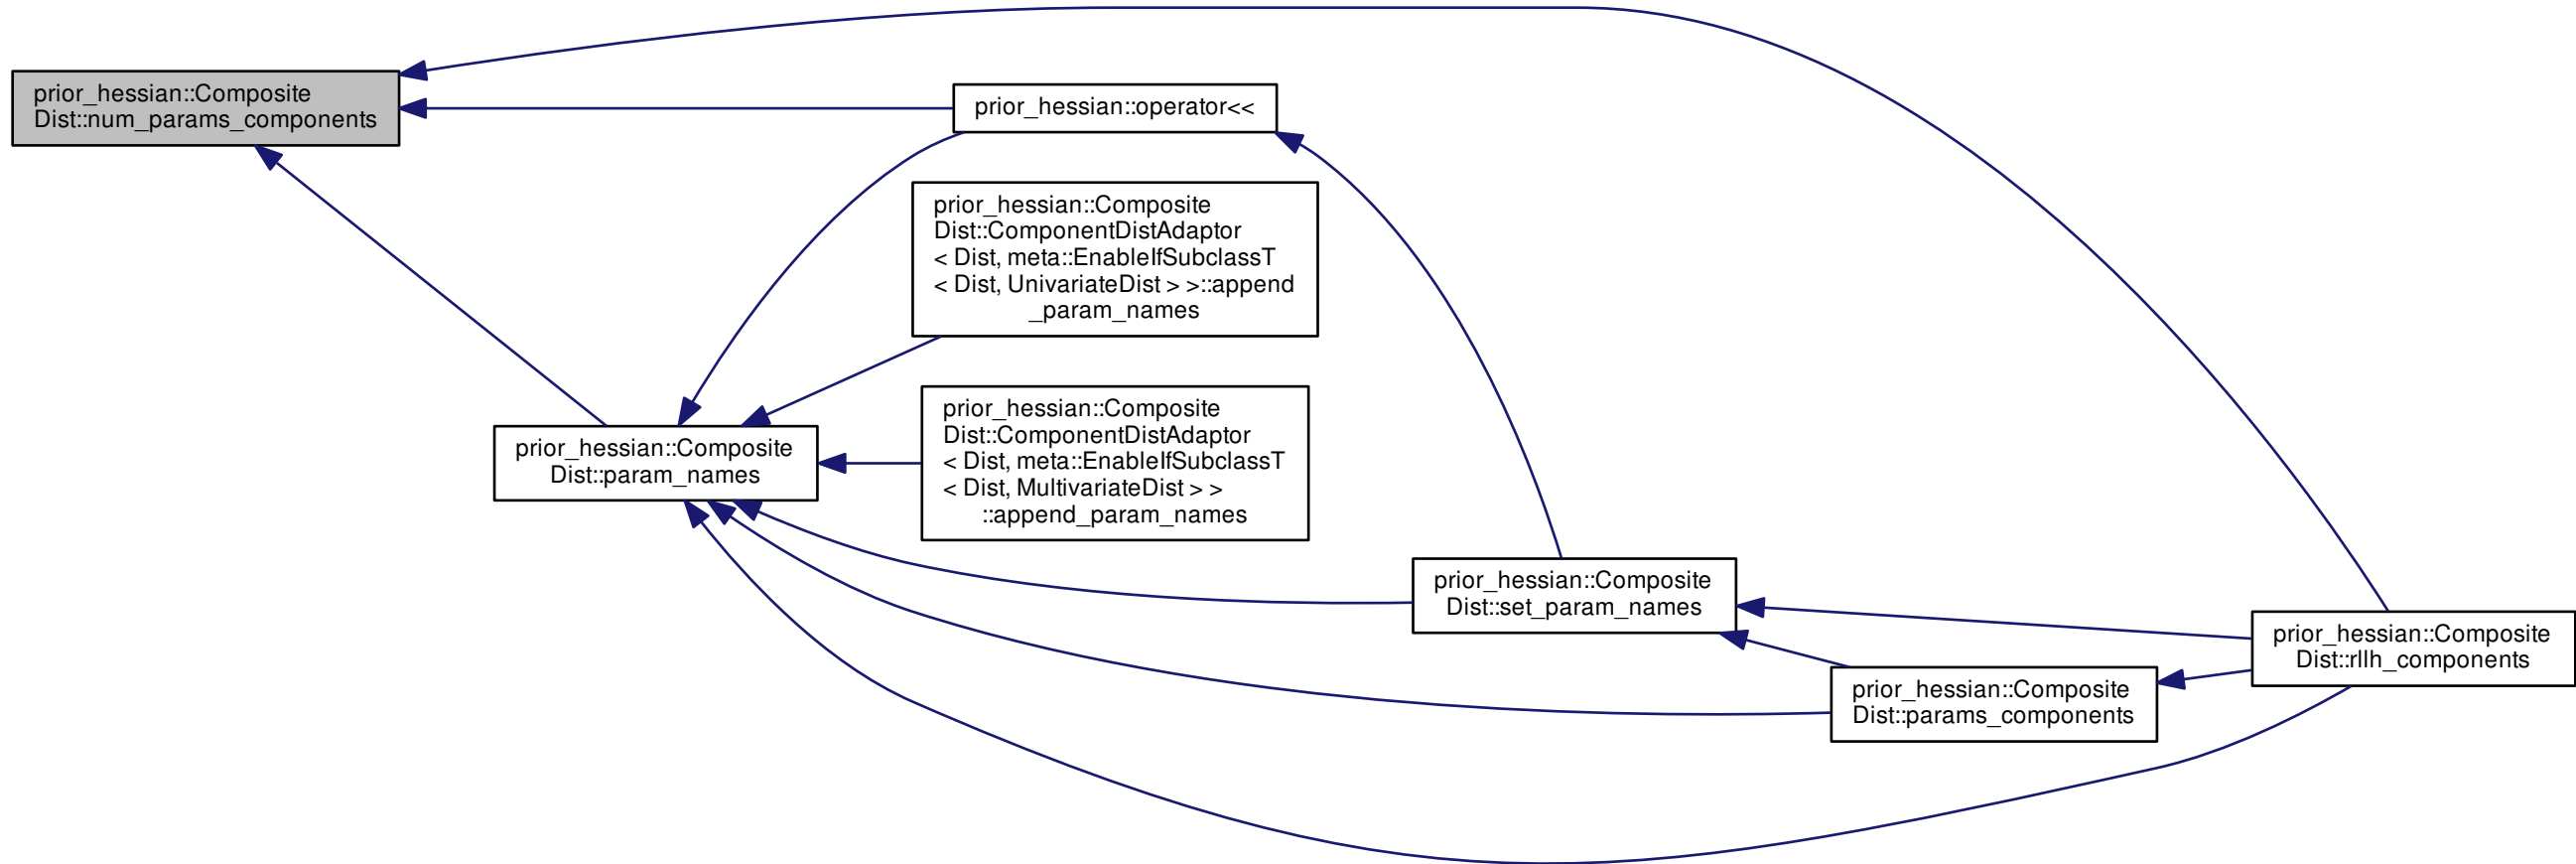 prior_hessian::Composite
Dist::num_params_components
prior_hessian::operator<<
prior_hessian::Composite
Dist::ComponentDistAdaptor
< Dist, meta::EnableIfSubclassT
< Dist, UnivariateDist > >::append
_param_names
prior_hessian::Composite
Dist::param_names
prior_hessian::Composite
Dist::ComponentDistAdaptor
< Dist, meta::EnableIfSubclassT
< Dist, MultivariateDist > >
::append_param_names
prior_hessian::Composite
Dist::set_param_names
prior_hessian::Composite
Dist::params_components
prior_hessian::Composite
Dist::rllh_components